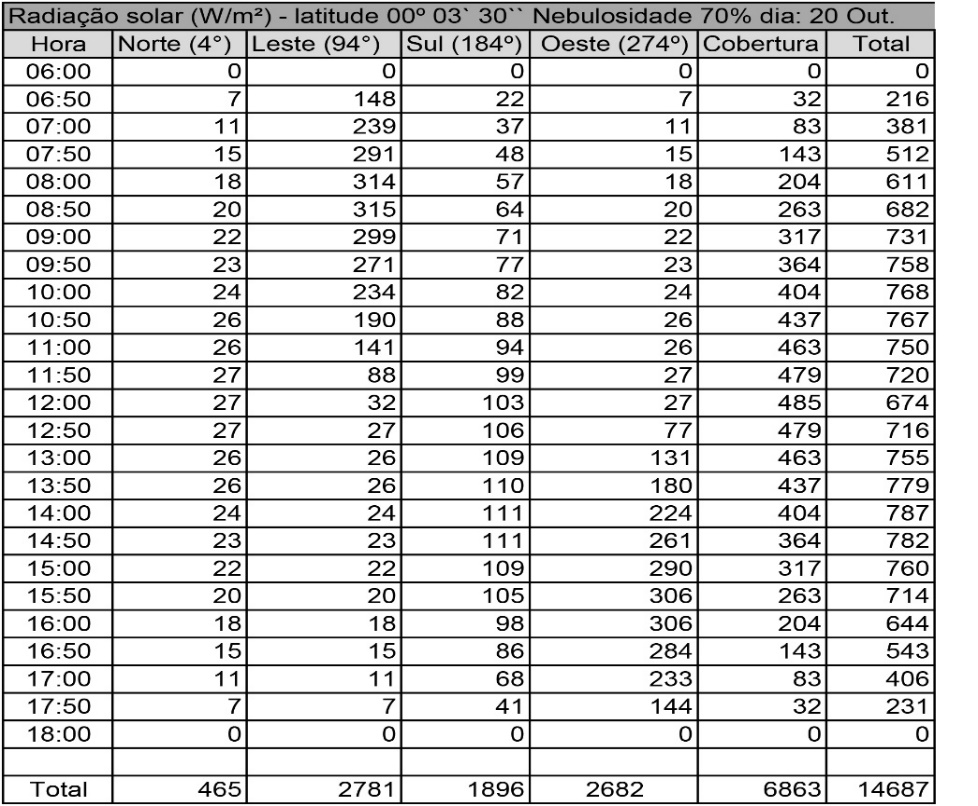 Radiação solar (W/m²) - latitude 00º 03` 30`` Nebulosidade 70% dia: 20 Out.
Hora Norte (4°) Leste (94°) Sul (184º) Oeste (274º) Cobertura Total
06:00 0 0 0 0 0 0
06:50 7 148 22 7 32 216
07:00 11 239 37 11 83 381
07:50 15 291 48 15 143 512
08:00 18 314 57 18 204 611
08:50 20 315 64 20 263 682
09:00 22 299 71 22 317 731
09:50 23 271 77 23 364 758
10:00 24 234 82 24 404 768
10:50 26 190 88 26 437 767
11:00 26 141 94 26 463 750
11:50 27 88 99 27 479 720
12:00 27 32 103 27 485 674
12:50 27 27 106 77 479 716
13:00 26 26 109 131 463 755
13:50 26 26 110 180 437 779
14:00 24 24 111 224 404 787
14:50 23 23 111 261 364 782
15:00 22 22 109 290 317 760
15:50 20 20 105 306 263 714
16:00 18 18 98 306 204 644
16:50 15 15 86 284 143 543
17:00 11 11 68 233 83 406
17:50 7 7 41 144 32 231
18:00 0 0 0 0 0 0
Total 465 2781 1896 2682 6863 14687